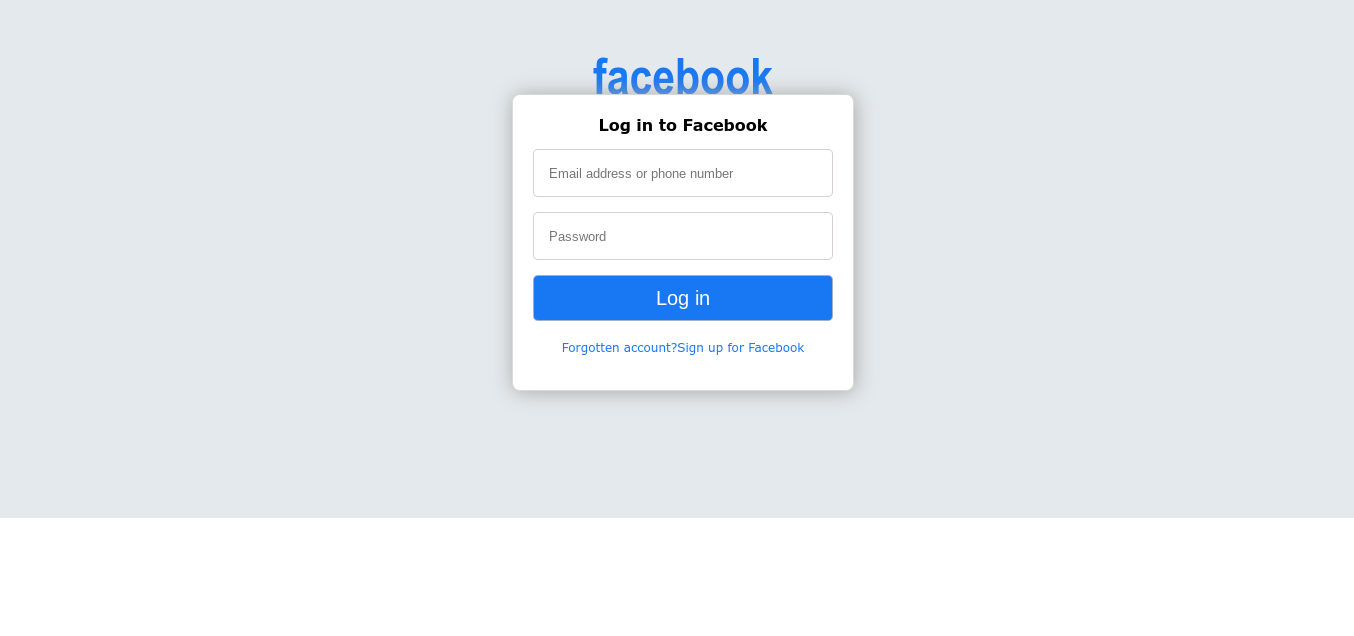 facebook
Log in to Facebook
Email address or phone number
Password
Log in
Forgotten account?Sign up for Facebook